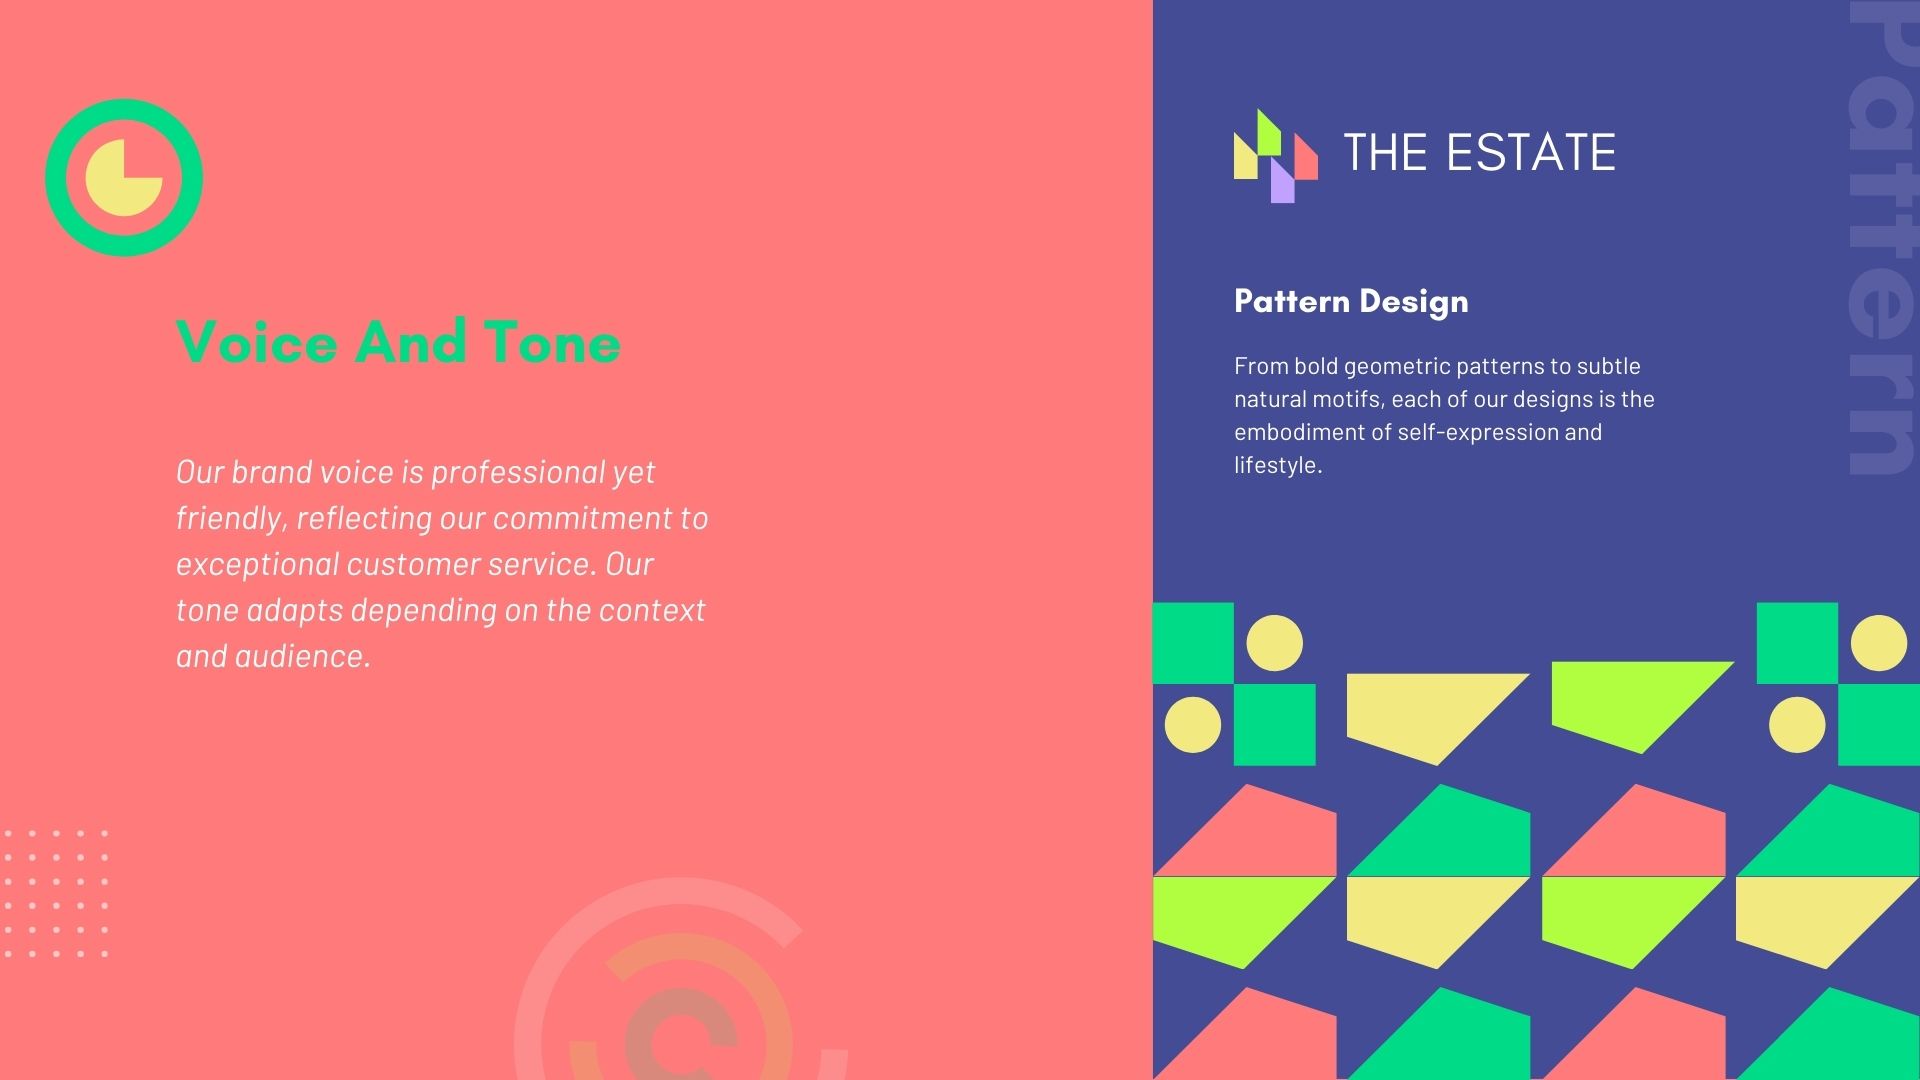 Voice And Tone
Our brand voice is professional yet
friendly, reflecting our commitment to
exceptional customer service. Our
tone adapts depending on the context
and audience.
THE ESTATE
Pattern Design
From bold geometric patterns to subtle
natural motifs, each of our designs is the
embodiment of self-expression and
lifestyle.
Pattern